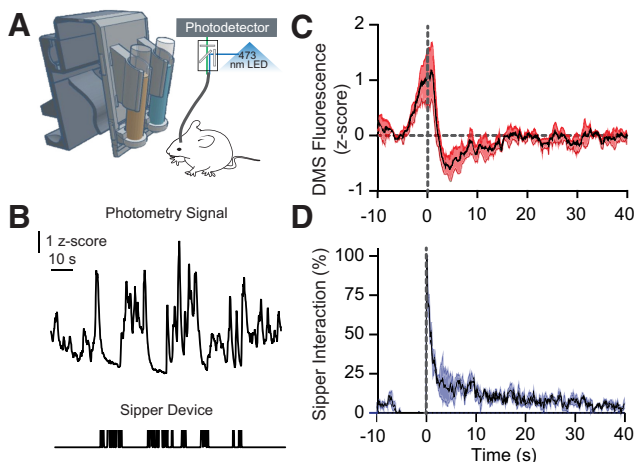 A
Photodetector
473
nm LED
B
Photometry Signal
1 z-score
10 s
Sipper Device
C
DMS Fluorescence
(z-score)
2
1
0
-1
-10 0 10 20 30 40
D
Sipper Interaction (%)
100
75
50
25
0
-10 0 10 20 30 40
Time (s)